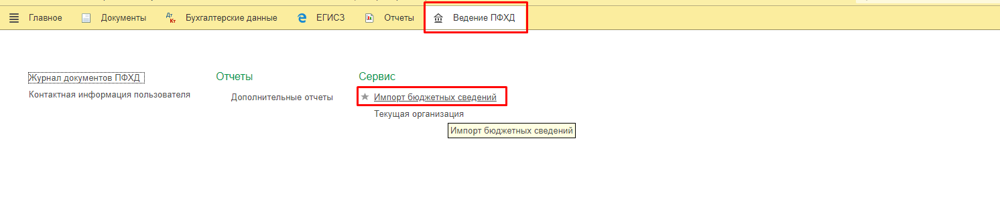 Главное Документы Дт Кт Бухгалтерские данные ЕГИСЗ Отчеты Ведение ПФХД
Журнал документов ПФХД Отчеты Сервис
Контактная информация пользователя Дополнительные отчеты Импорт бюджетных сведений
Текущая организация
Импорт бюджетных сведений